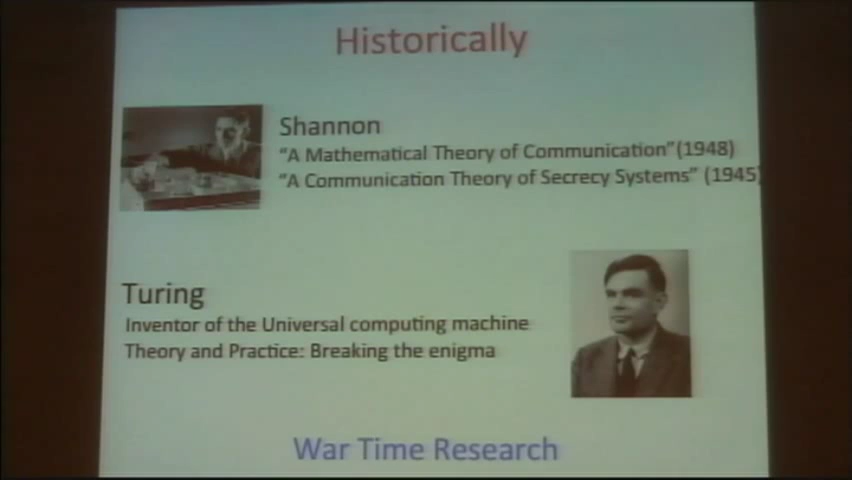 Historically
Shannon
“A Mathematical Theory of Communication”(1948)
“A Communication Theory of Secrecy Systems” (1945)
Turing
Inventor of the Universal computing machine
Theory and Practice: Breaking the enigma
War Time Research